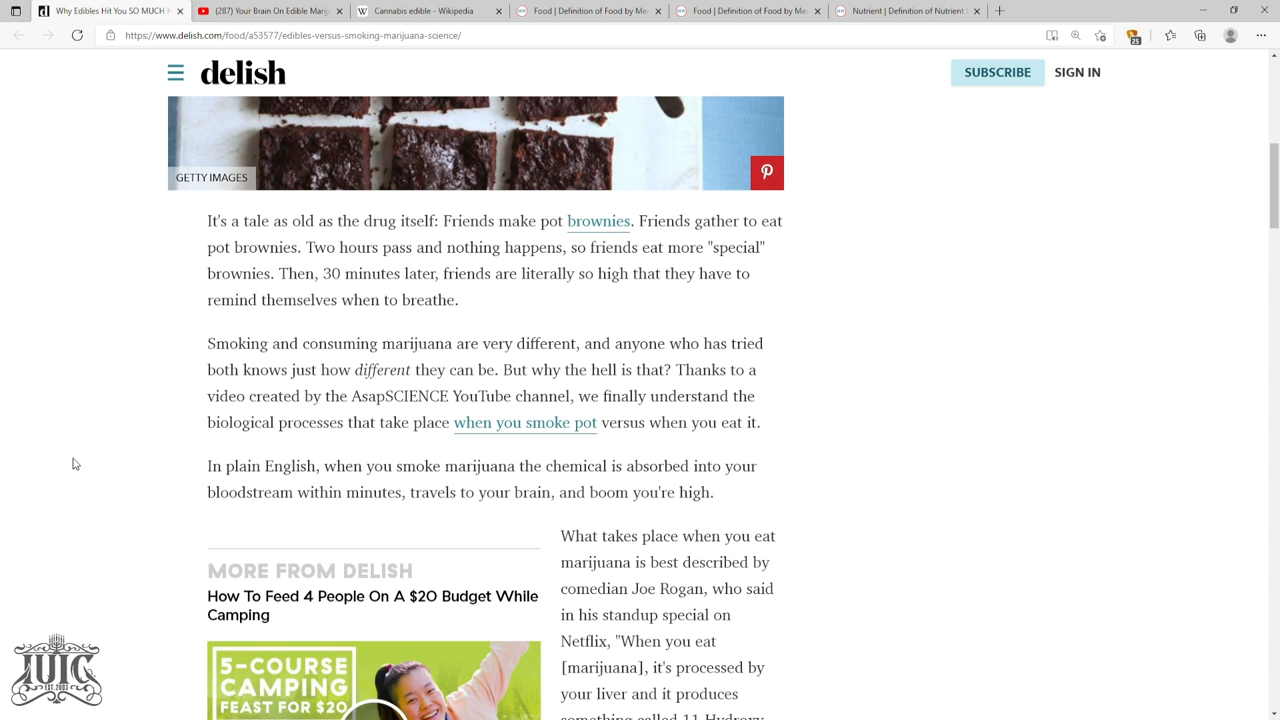 Why Edibles Hit You SO MUCH
(287) Your Brain On Edible Marij
Cannabis edible - Wikipedia
Food | Definition of Food by Mer
Food | Definition of Food by Mer
Nutrient | Definition of Nutrient
https://www.delish.com/food/a53577/edibles-versus-smoking-marijuana-science/
25
delish
SUBSCRIBE
SIGN IN
GETTY IMAGES
It's a tale as old as the drug itself: Friends make pot brownies. Friends gather to eat
pot brownies. Two hours pass and nothing happens, so friends eat more "special"
brownies. Then, 30 minutes later, friends are literally so high that they have to
remind themselves when to breathe.
Smoking and consuming marijuana are very different, and anyone who has tried
both knows just how different they can be. But why the hell is that? Thanks to a
video created by the AsapSCIENCE YouTube channel, we finally understand the
biological processes that take place when you smoke pot versus when you eat it.
In plain English, when you smoke marijuana the chemical is absorbed into your
bloodstream within minutes, travels to your brain, and boom you're high.
MORE FROM DELISH
How To Feed 4 People On A $20 Budget While
Camping
5-COURSE
CAMPING
FEAST FOR $20
What takes place when you eat
marijuana is best described by
comedian Joe Rogan, who said
in his standup special on
Netflix, "When you eat
[marijuana], it's processed by
your liver and it produces
something called 11-Hydroxy
IUIC
EST. 2003